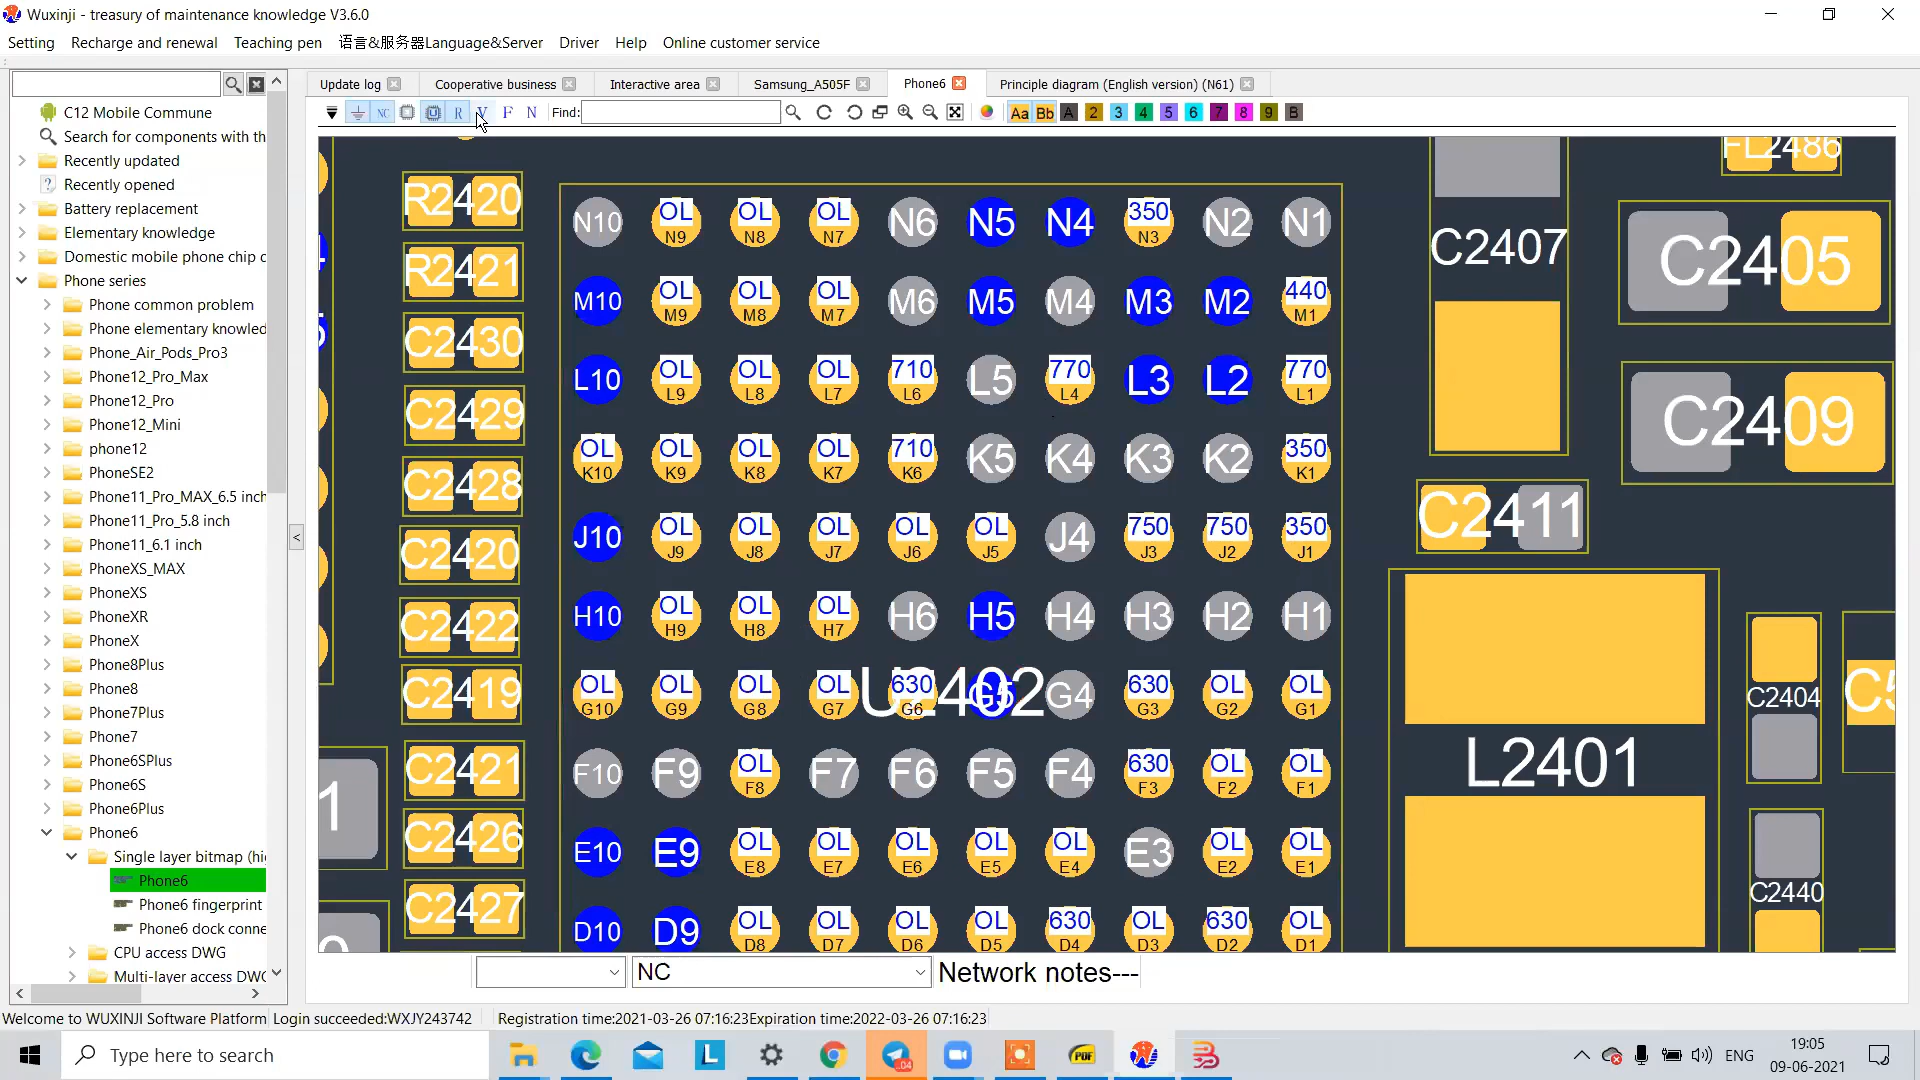 Wuxinji - treasury of maintenance knowledge V3.6.0
Setting Recharge and renewal Teaching pen 语言&服务器Language&Server Driver Help Online customer service
Update log Cooperative business Interactive area Samsung_A505F Phone6 Principle diagram (English version) (N61)
NC R V F N Find: Aa Bb A 2 3 4 5 6 7 8 9 B
C12 Mobile Commune
Search for components with th
Recently updated
Recently opened
Battery replacement
Elementary knowledge
Domestic mobile phone chip c
Phone series
Phone common problem
Phone elementary knowled
Phone_Air_Pods_Pro3
Phone12_Pro_Max
Phone12_Pro
Phone12_Mini
phone12
PhoneSE2
Phone11_Pro_MAX_6.5 inch
Phone11_Pro_5.8 inch
Phone11_6.1 inch
PhoneXS_MAX
PhoneXS
PhoneXR
PhoneX
Phone8Plus
Phone8
Phone7Plus
Phone7
Phone6SPlus
Phone6S
Phone6Plus
Phone6
Single layer bitmap (hi
Phone6
Phone6 fingerprint
Phone6 dock conne
CPU access DWG
Multi-layer access DWG
<
R2420
R2421
C2430
C2429
C2428
C2420
C2422
C2419
C2421
C2426
C2427
OL OL OL 350
N10 N9 N8 N7 N6 N5 N4 N3 N2 N1
OL OL OL 440
M10 M9 M8 M7 M6 M5 M4 M3 M2 M1
OL OL OL 710 770 770
L10 L9 L8 L7 L6 L5 L4 L3 L2 L1
OL OL OL OL 710 350
K10 K9 K8 K7 K6 K5 K4 K3 K2 K1
OL OL OL OL OL 750 750 350
J10 J9 J8 J7 J6 J5 J4 J3 J2 J1
OL OL OL
H10 H9 H8 H7 H6 H5 H4 H3 H2 H1
OL OL OL OL 630 630 OL OL
G10 G9 G8 G7 G6 G5 G4 G3 G2 G1
U2402
OL 630 OL OL
F10 F9 F8 F7 F6 F5 F4 F3 F2 F1
OL OL OL OL OL OL OL
E10 E9 E8 E7 E6 E5 E4 E3 E2 E1
OL OL OL OL 630 OL 630 OL
D10 D9 D8 D7 D6 D5 D4 D3 D2 D1
FL2486
C2407
C2405
C2409
C2411
L2401
C2404
C2440
NC Network notes---
Welcome to WUXINJI Software Platform Login succeeded:WXJY243742 Registration time:2021-03-26 07:16:23Expiration time:2022-03-26 07:16:23
Type here to search
L
04
PDF
ENG
19:05
09-06-2021